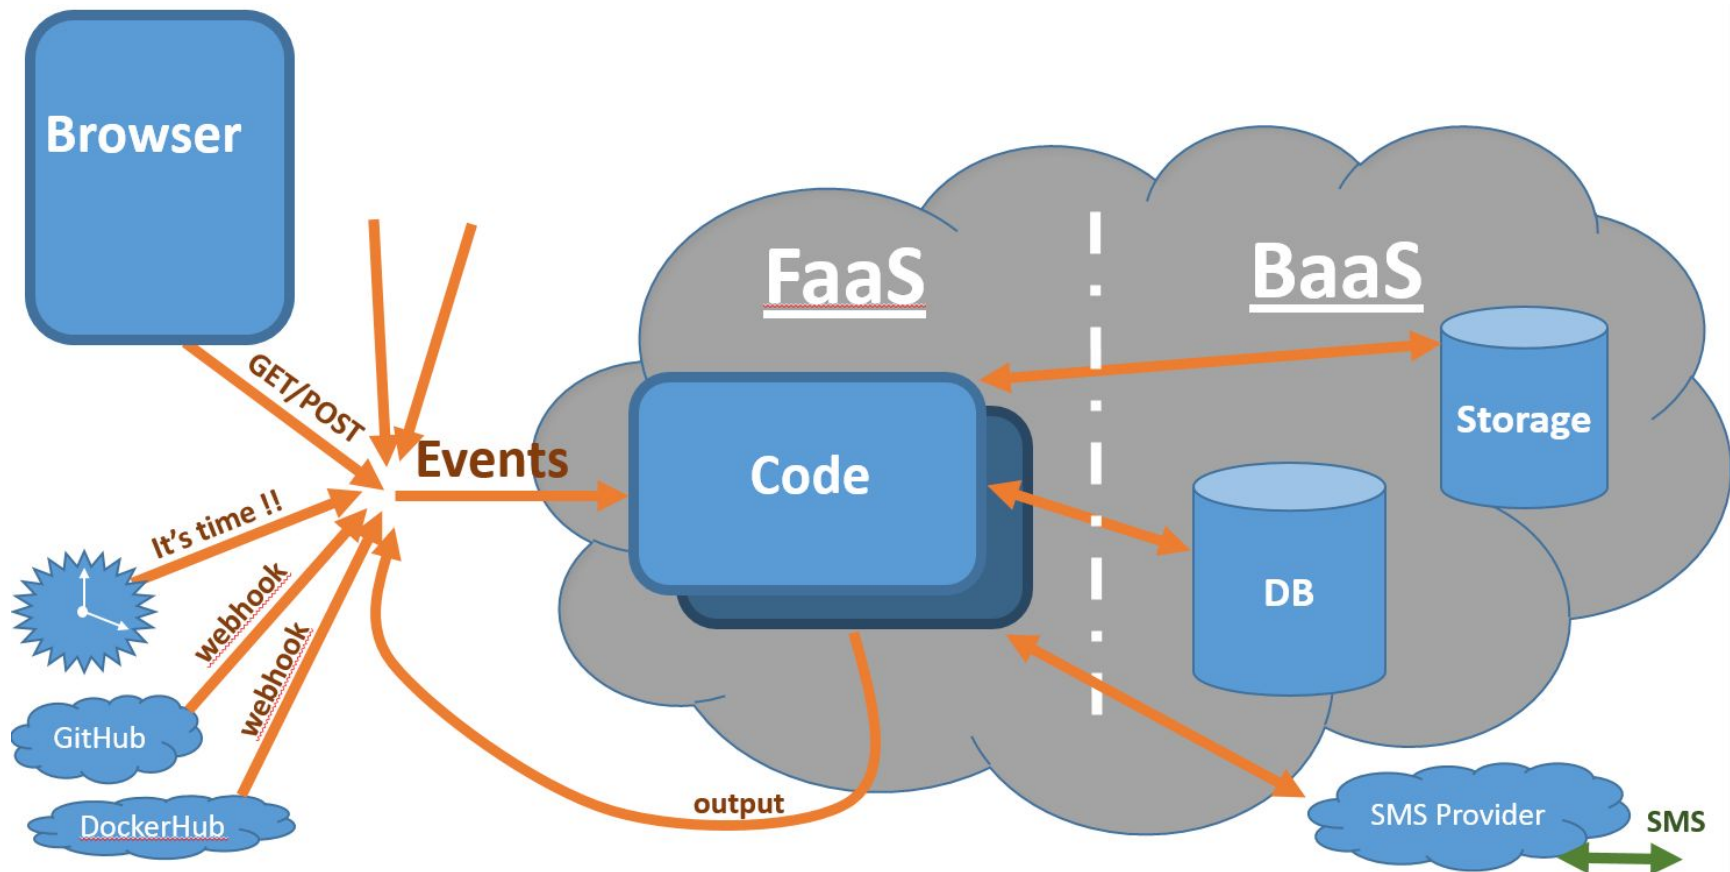 Browser
FaaS
BaaS
GET/POST
Events
Code
Storage
It's time !!
webhook
webhook
DB
GitHub
DockerHub
output
SMS Provider
SMS